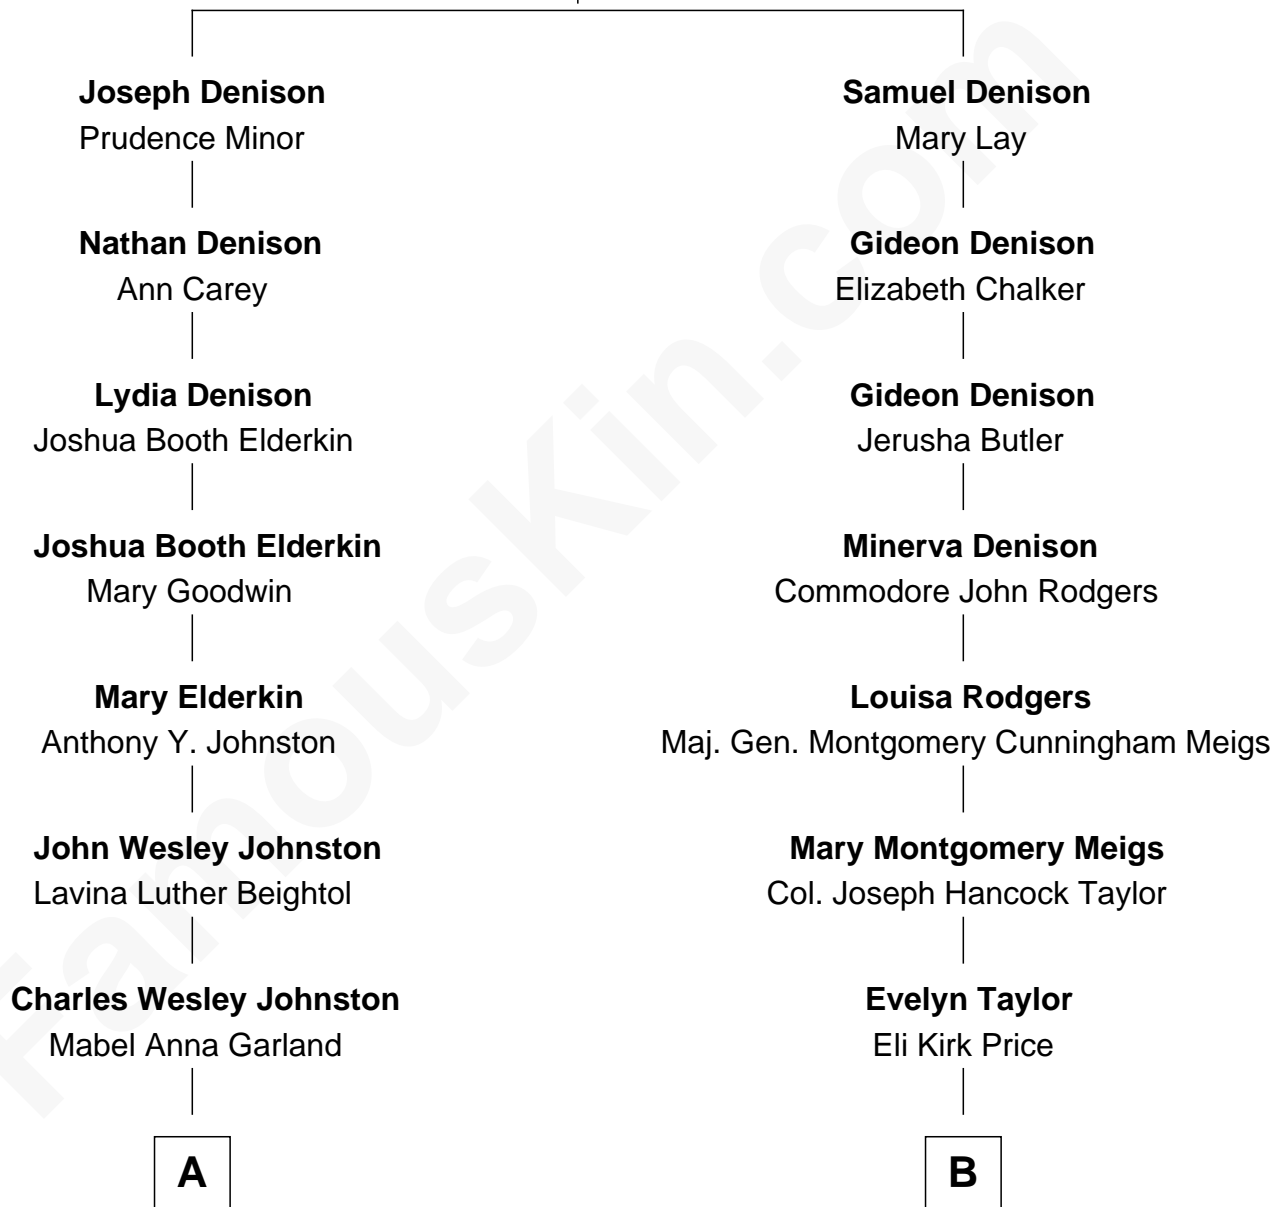 Joseph Denison
Prudence Minor
Nathan Denison
Ann Carey
Lydia Denison
Joshua Booth Elderkin
Joshua Booth Elderkin
Mary Goodwin
Mary Elderkin
Anthony Y. Johnston
John Wesley Johnston
Lavina Luther Beightol
Charles Wesley Johnston
Mabel Anna Garland
A
Samuel Denison
Mary Lay
Gideon Denison
Elizabeth Chalker
Gideon Denison
Jerusha Butler
Minerva Denison
Commodore John Rodgers
Louisa Rodgers
Maj. Gen. Montgomery Cunningham Meigs
Mary Montgomery Meigs
Col. Joseph Hancock Taylor
Evelyn Taylor
Eli Kirk Price
B
FamousKin.com